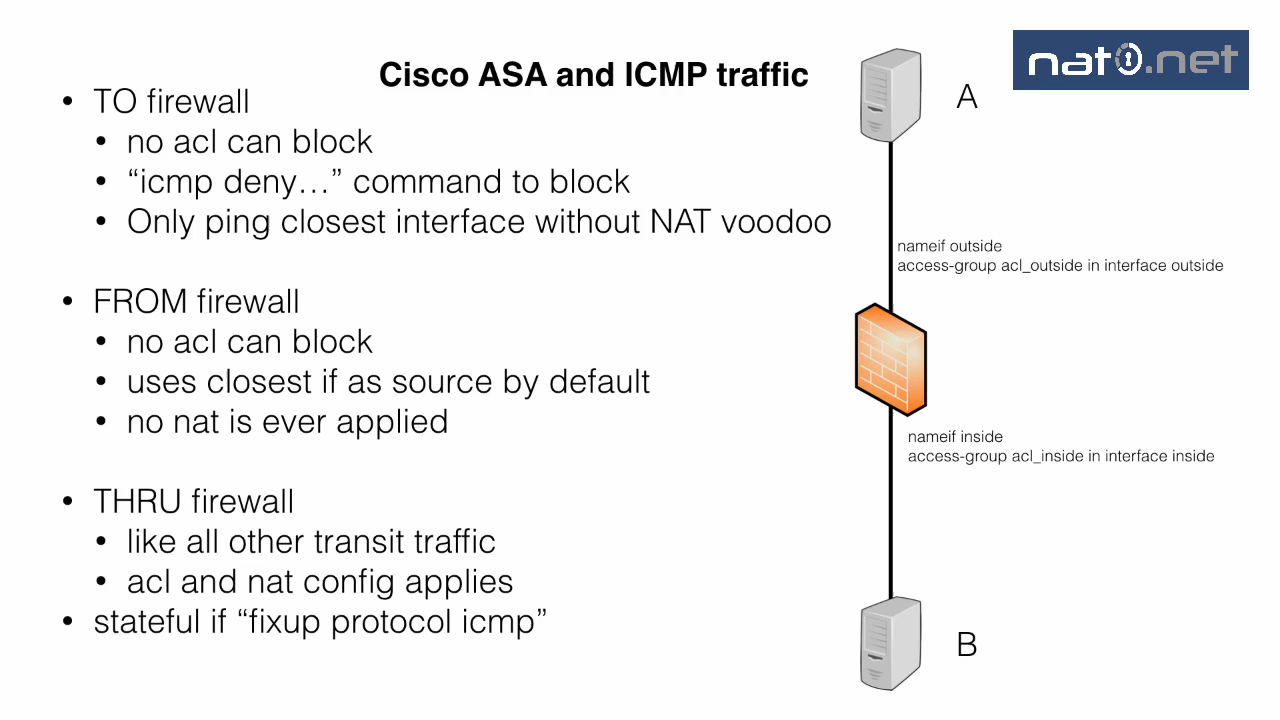 Cisco ASA and ICMP traffic
nat0.net
• TO firewall
• no acl can block
• “icmp deny…” command to block
• Only ping closest interface without NAT voodoo
• FROM firewall
• no acl can block
• uses closest if as source by default
• no nat is ever applied
• THRU firewall
• like all other transit traffic
• acl and nat config applies
• stateful if “fixup protocol icmp”
A
nameif outside
access-group acl_outside in interface outside
nameif inside
access-group acl_inside in interface inside
B